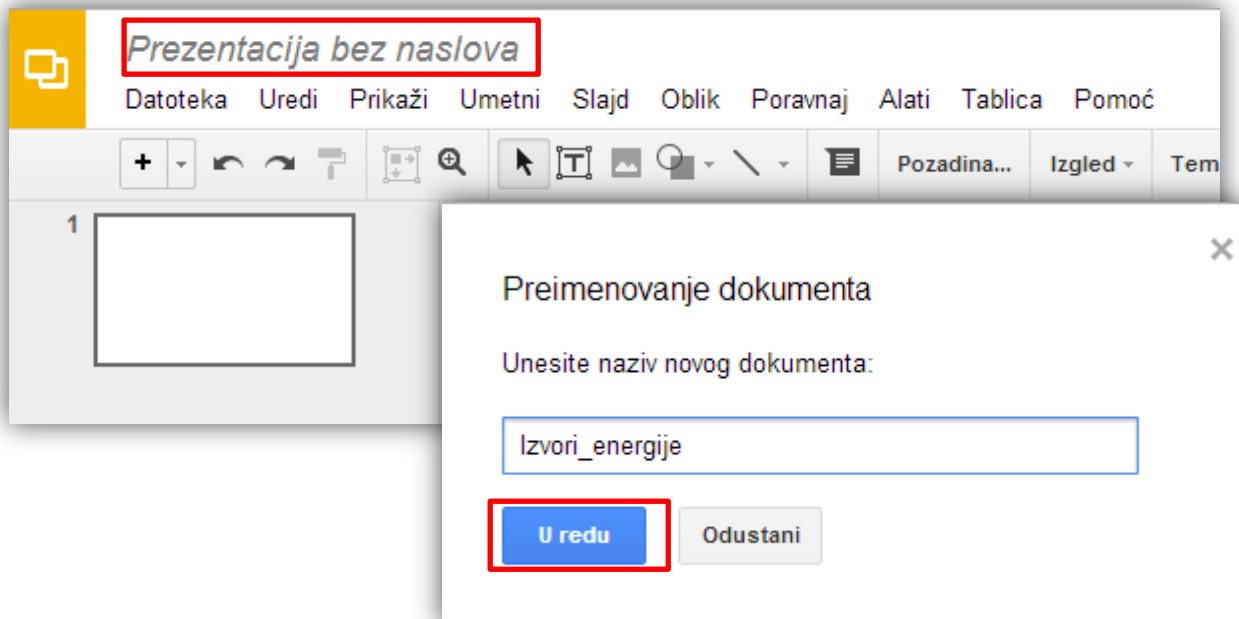 Prezentacija bez naslova
Datoteka Uredi Prikaži Umetni Slajd Oblik Poravnaj Alati Tablica Pomoć
Pozadina... Izgled Tem
1
Preimenovanje dokumenta
Unesite naziv novog dokumenta:
Izvori_energije
U redu Odustani